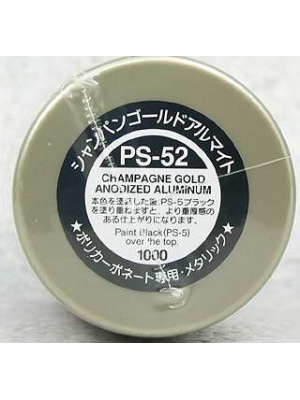 シャンパンゴールドアルマイト
PS-52
CHAMPAGNE GOLD
ANODIZED ALUMINUM
本色を塗装した後、PS-5ブラック
を塗り重ねますと、より重厚感の
ある仕上がりになります。
Paint Black(PS-5)
over the top.
1000
★ポリカーボネート専用・メタリック★